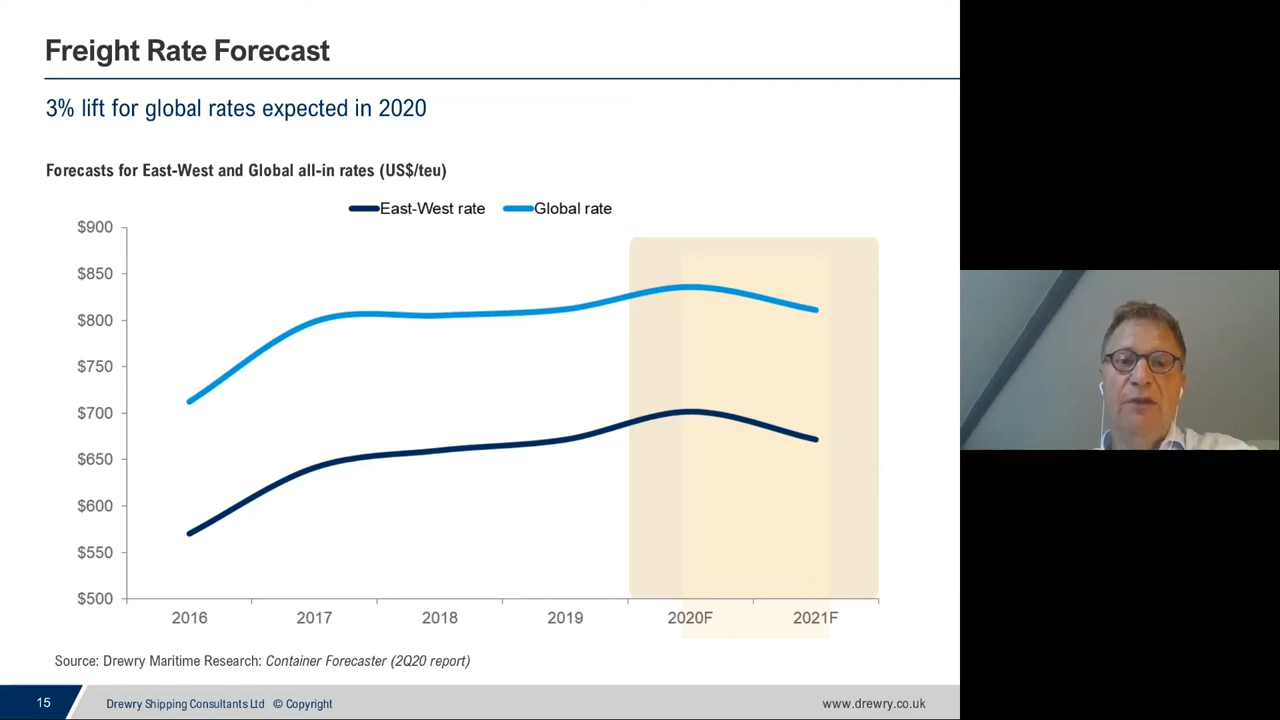 Freight Rate Forecast
3% lift for global rates expected in 2020
Forecasts for East-West and Global all-in rates (US$/teu)
East-West rate Global rate
$900
$850
$800
$750
$700
$650
$600
$550
$500
2016 2017 2018 2019 2020F 2021F
Source: Drewry Maritime Research: Container Forecaster (2Q20 report)
15 Drewry Shipping Consultants Ltd © Copyright www.drewry.co.uk